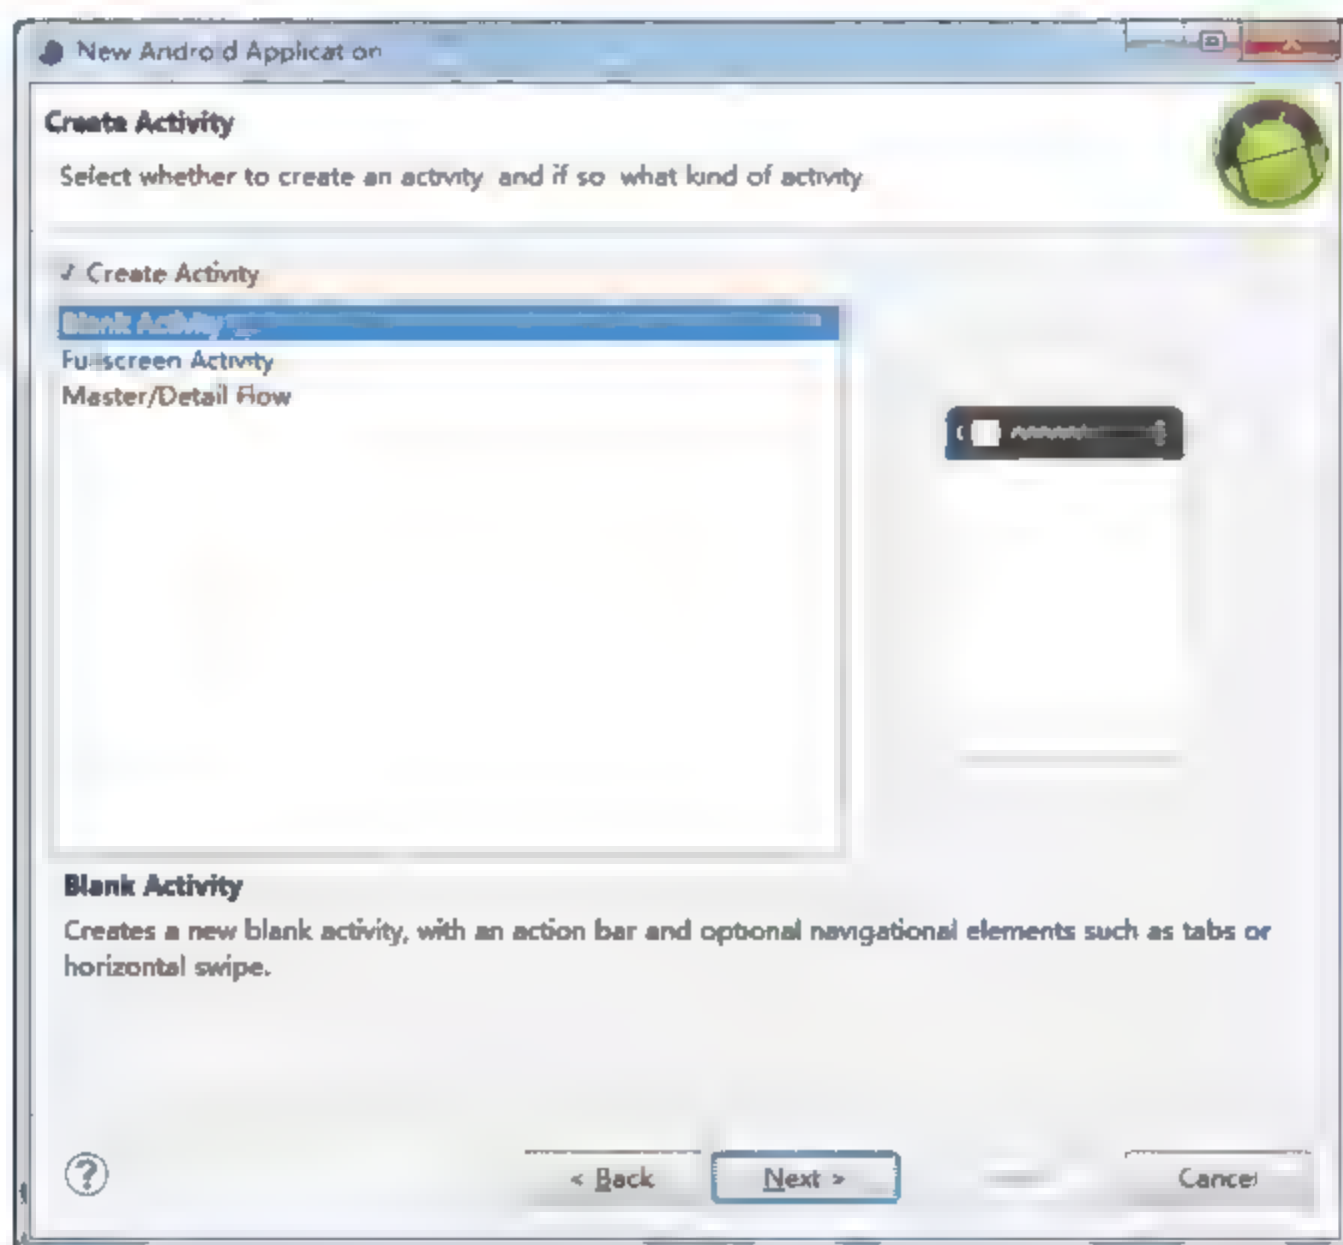 New Android Application
Create Activity
Select whether to create an activity, and if so, what kind of activity.
Create Activity
Blank Activity
Fullscreen Activity
Master/Detail Flow
Blank Activity
Creates a new blank activity, with an action bar and optional navigational elements such as tabs or
horizontal swipe.
< Back
Next >
Cancel